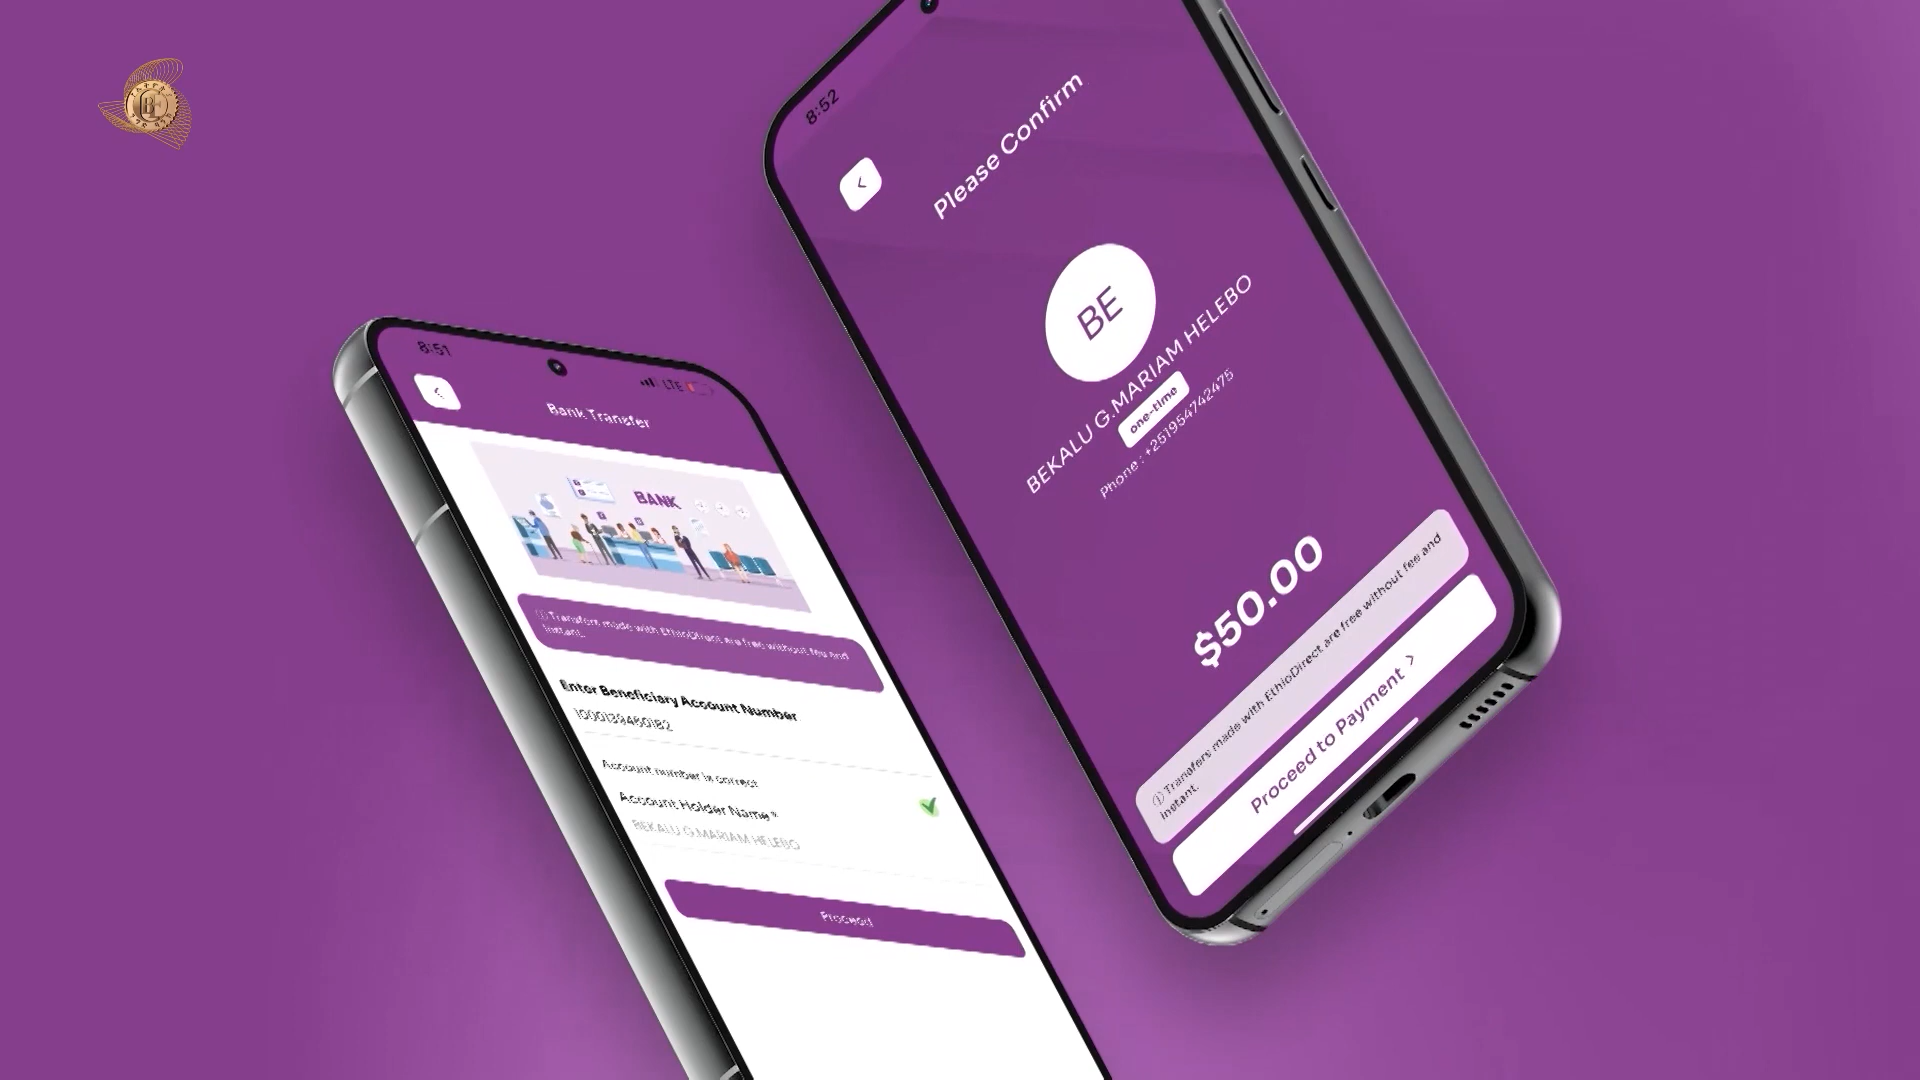 8:51
LTE
Bank Transfer
BANK
Transfers made with EthioDirect are free without fee and
instant.
Enter Beneficiary Account Number
1000139460182
Account number is correct
Account Holder Name*
BEKALU G.MARIAM HELEBO
Proceed
8:52
Please Confirm
BE
BEKALU G.MARIAM HELEBO
one-time
Phone : +251954742475
$50.00
Transfers made with EthioDirect are free without fee and
instant.
Proceed to Payment >